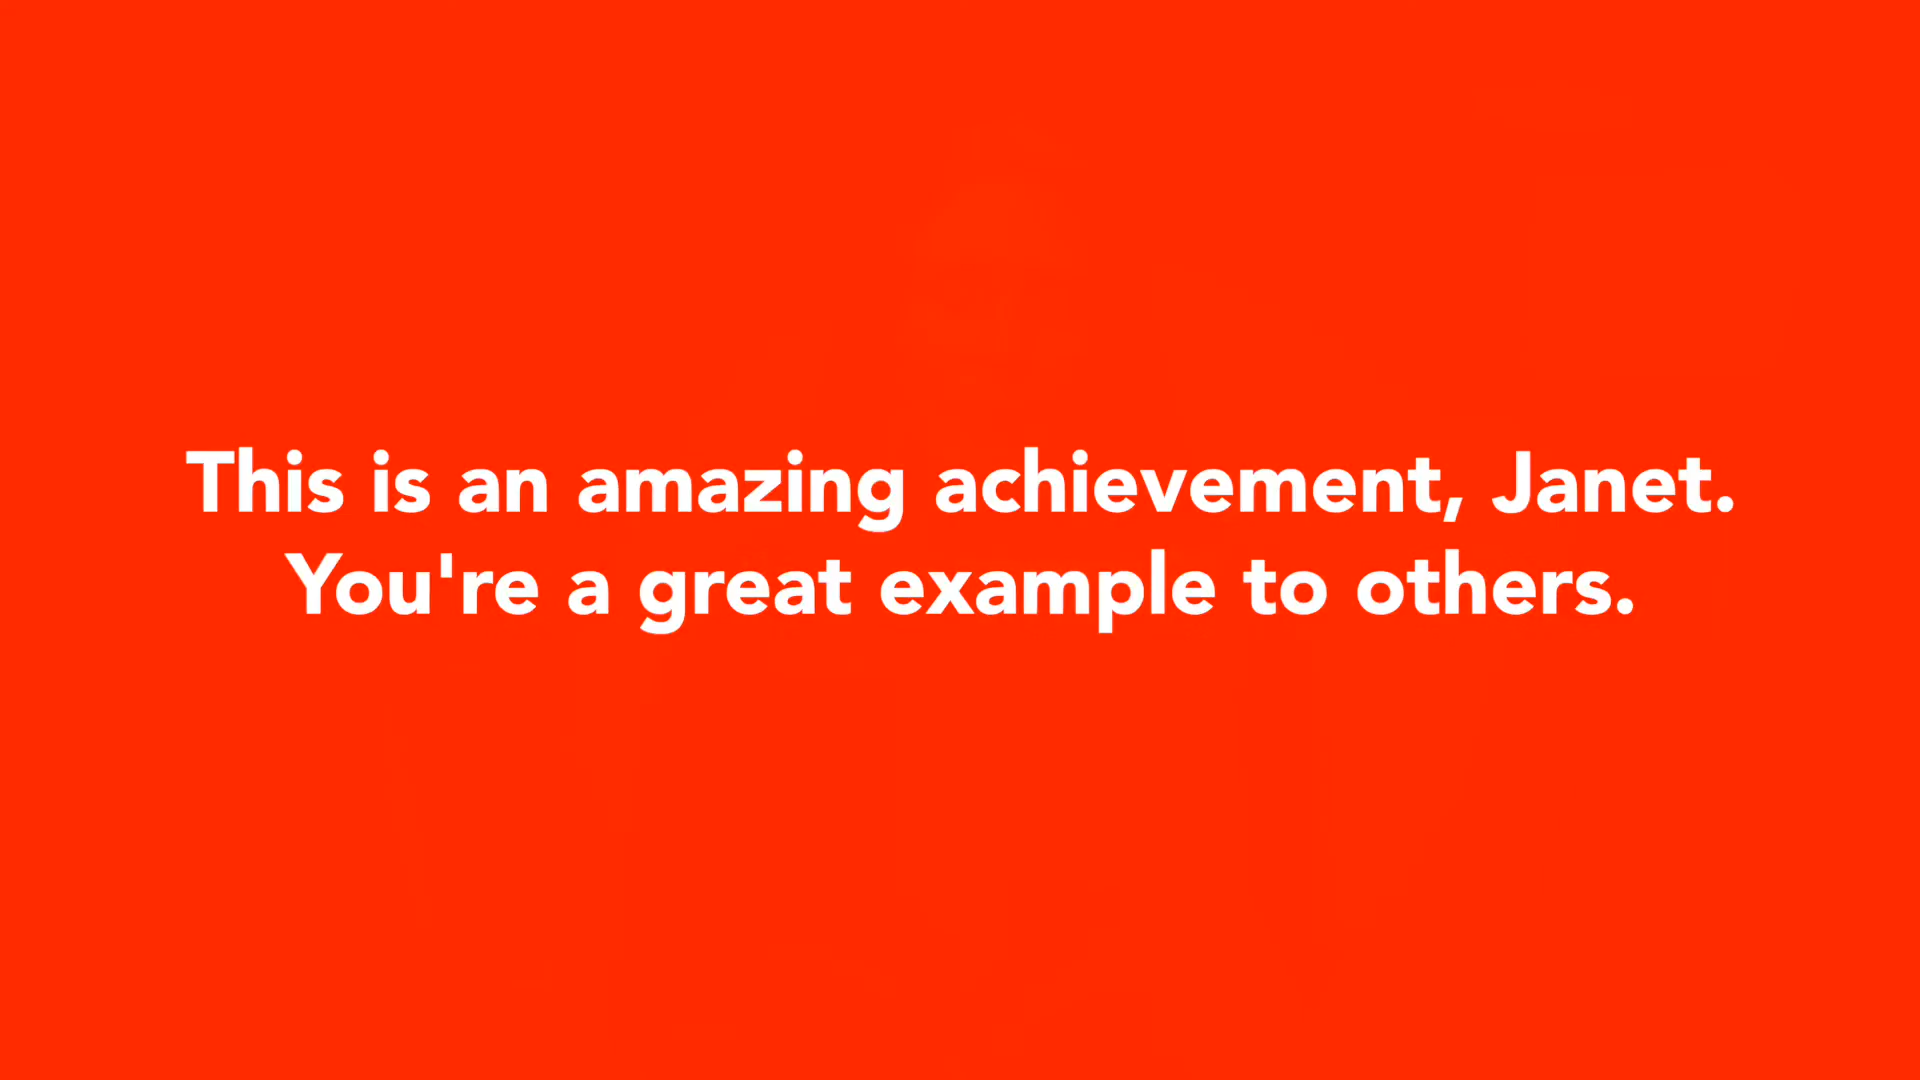 This is an amazing achievement, Janet.
You're a great example to others.